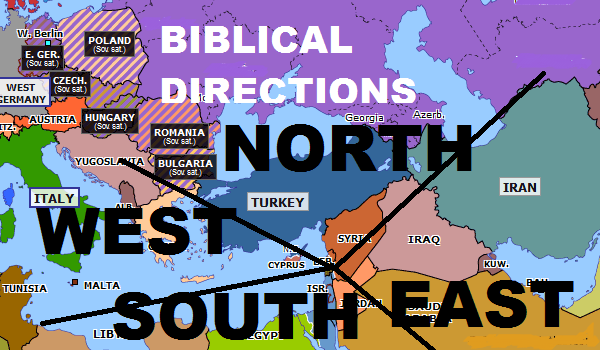 W. Berlin
POLAND
(Sov. sat.)
BIBLICAL
DIRECTIONS
E. GER.
(Sov. sat.)
CZECH.
(Sov. sat.)
WEST
GERMANY
AUSTRIA
HUNGARY
(Sov. sat.)
ROMANIA
(Sov. sat.)
Georgia
Azerb.
NORTH
YUGOSLAVIA
BULGARIA
(Sov. sat.)
ITALY
ALB.
TURKEY
IRAN
WEST
SYRIA
IRAQ
CYPRUS
LEB.
KUW.
TUNISIA
MALTA
ISR.
JORDAN
SAUDI
EAST
SOUTH
LIBYA
EGYPT